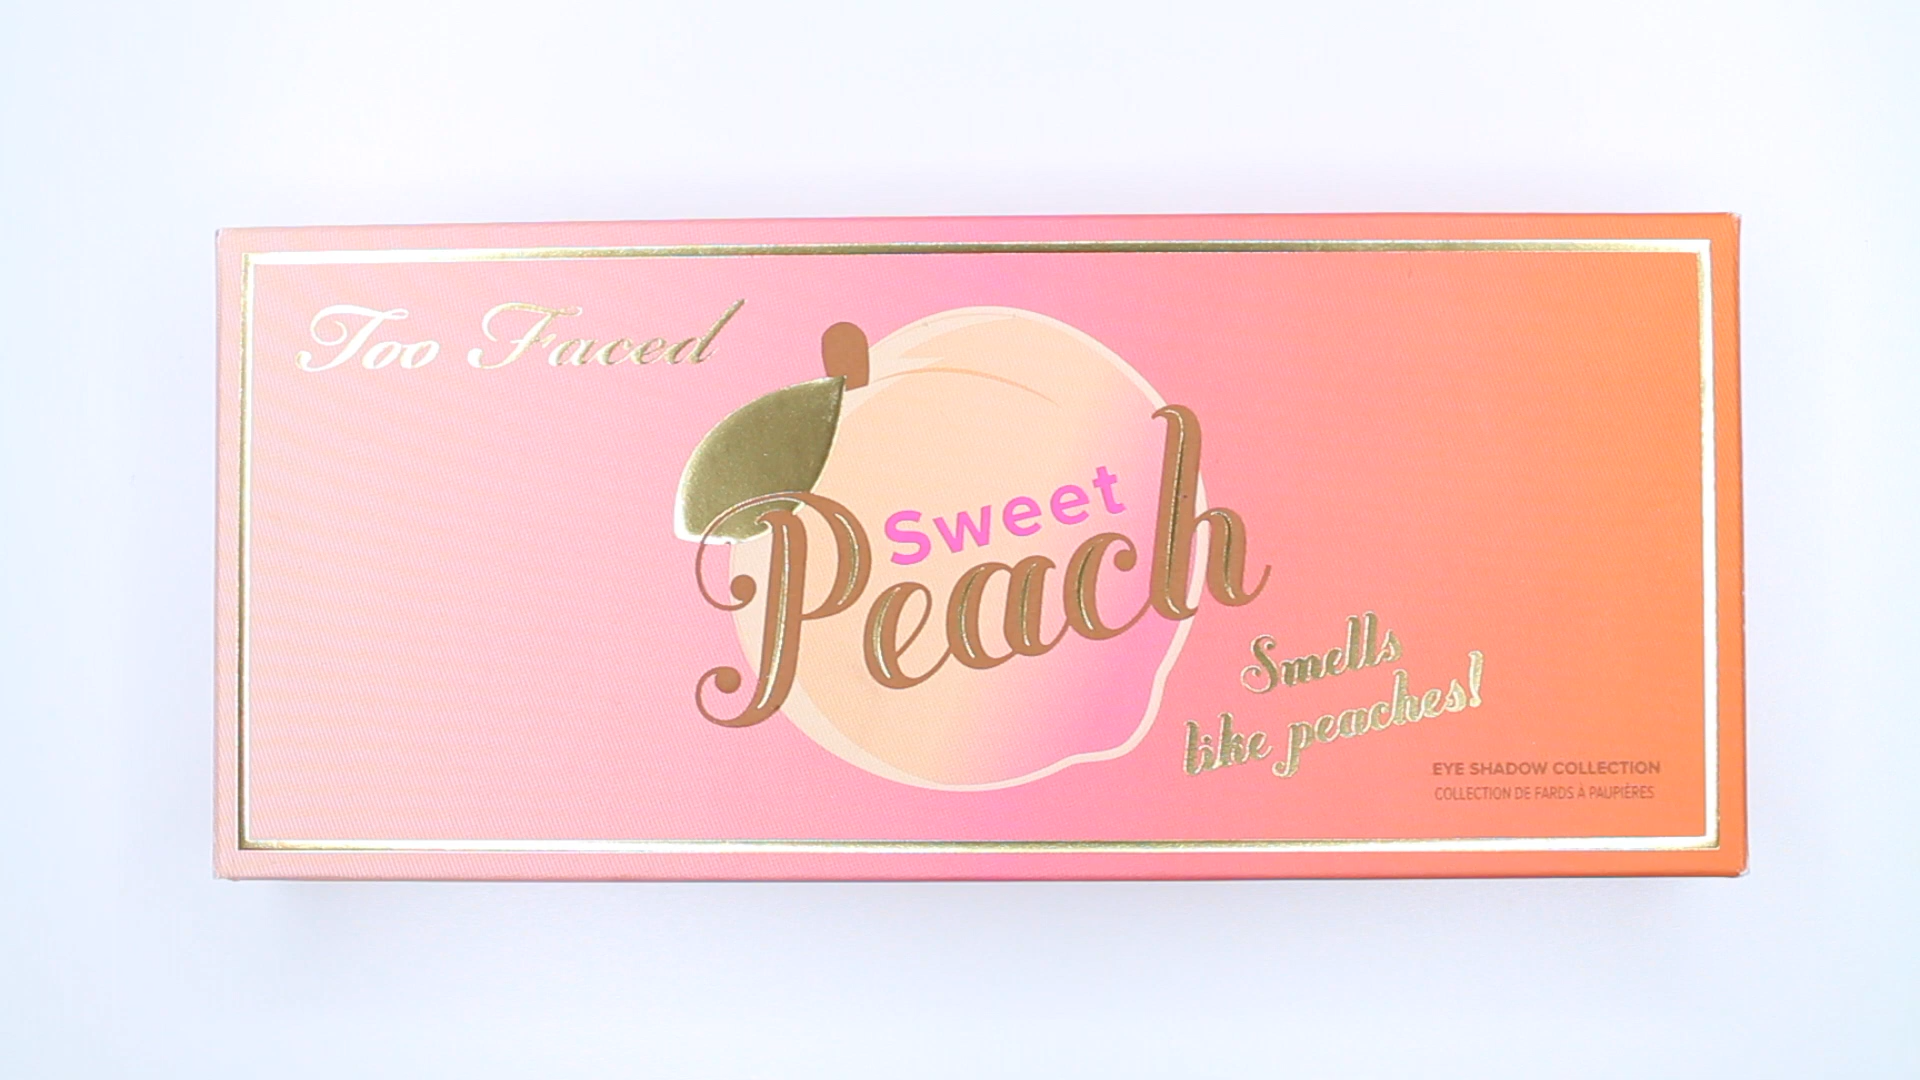 Too Faced
Sweet
Peach
Smells
like peaches!
EYE SHADOW COLLECTION
COLLECTION DE FARDS À PAUPIÈRES